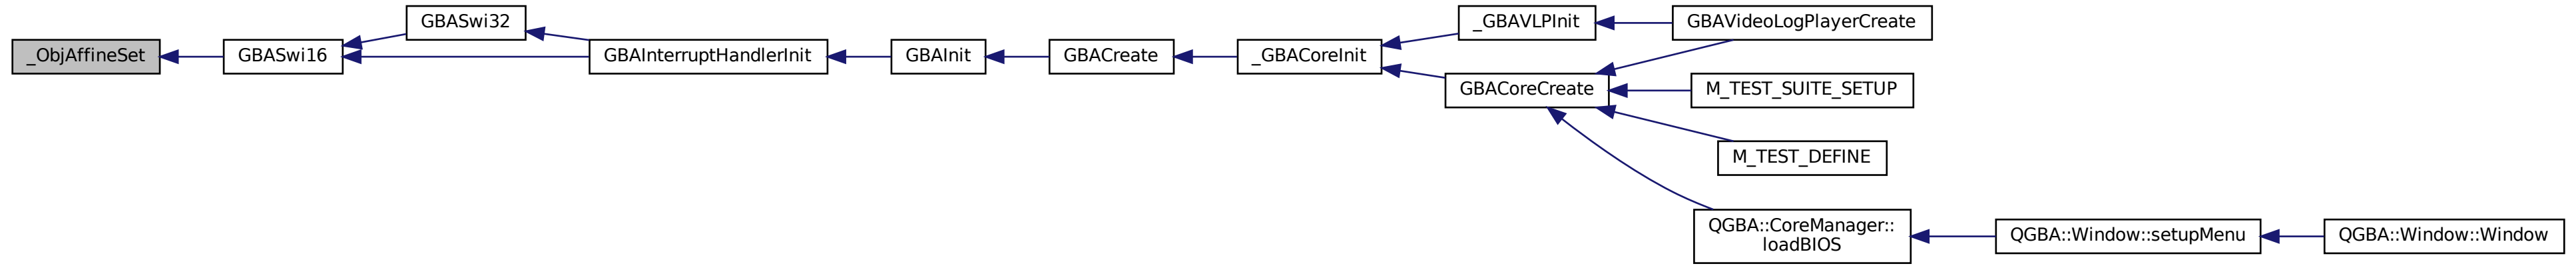 _ObjAffineSet
GBASwi16
GBASwi32
GBAInterruptHandlerInit
GBAInit
GBACreate
_GBACoreInit
_GBAVLPInit
GBAVideoLogPlayerCreate
GBACoreCreate
M_TEST_SUITE_SETUP
M_TEST_DEFINE
QGBA::CoreManager::
loadBIOS
QGBA::Window::setupMenu
QGBA::Window::Window